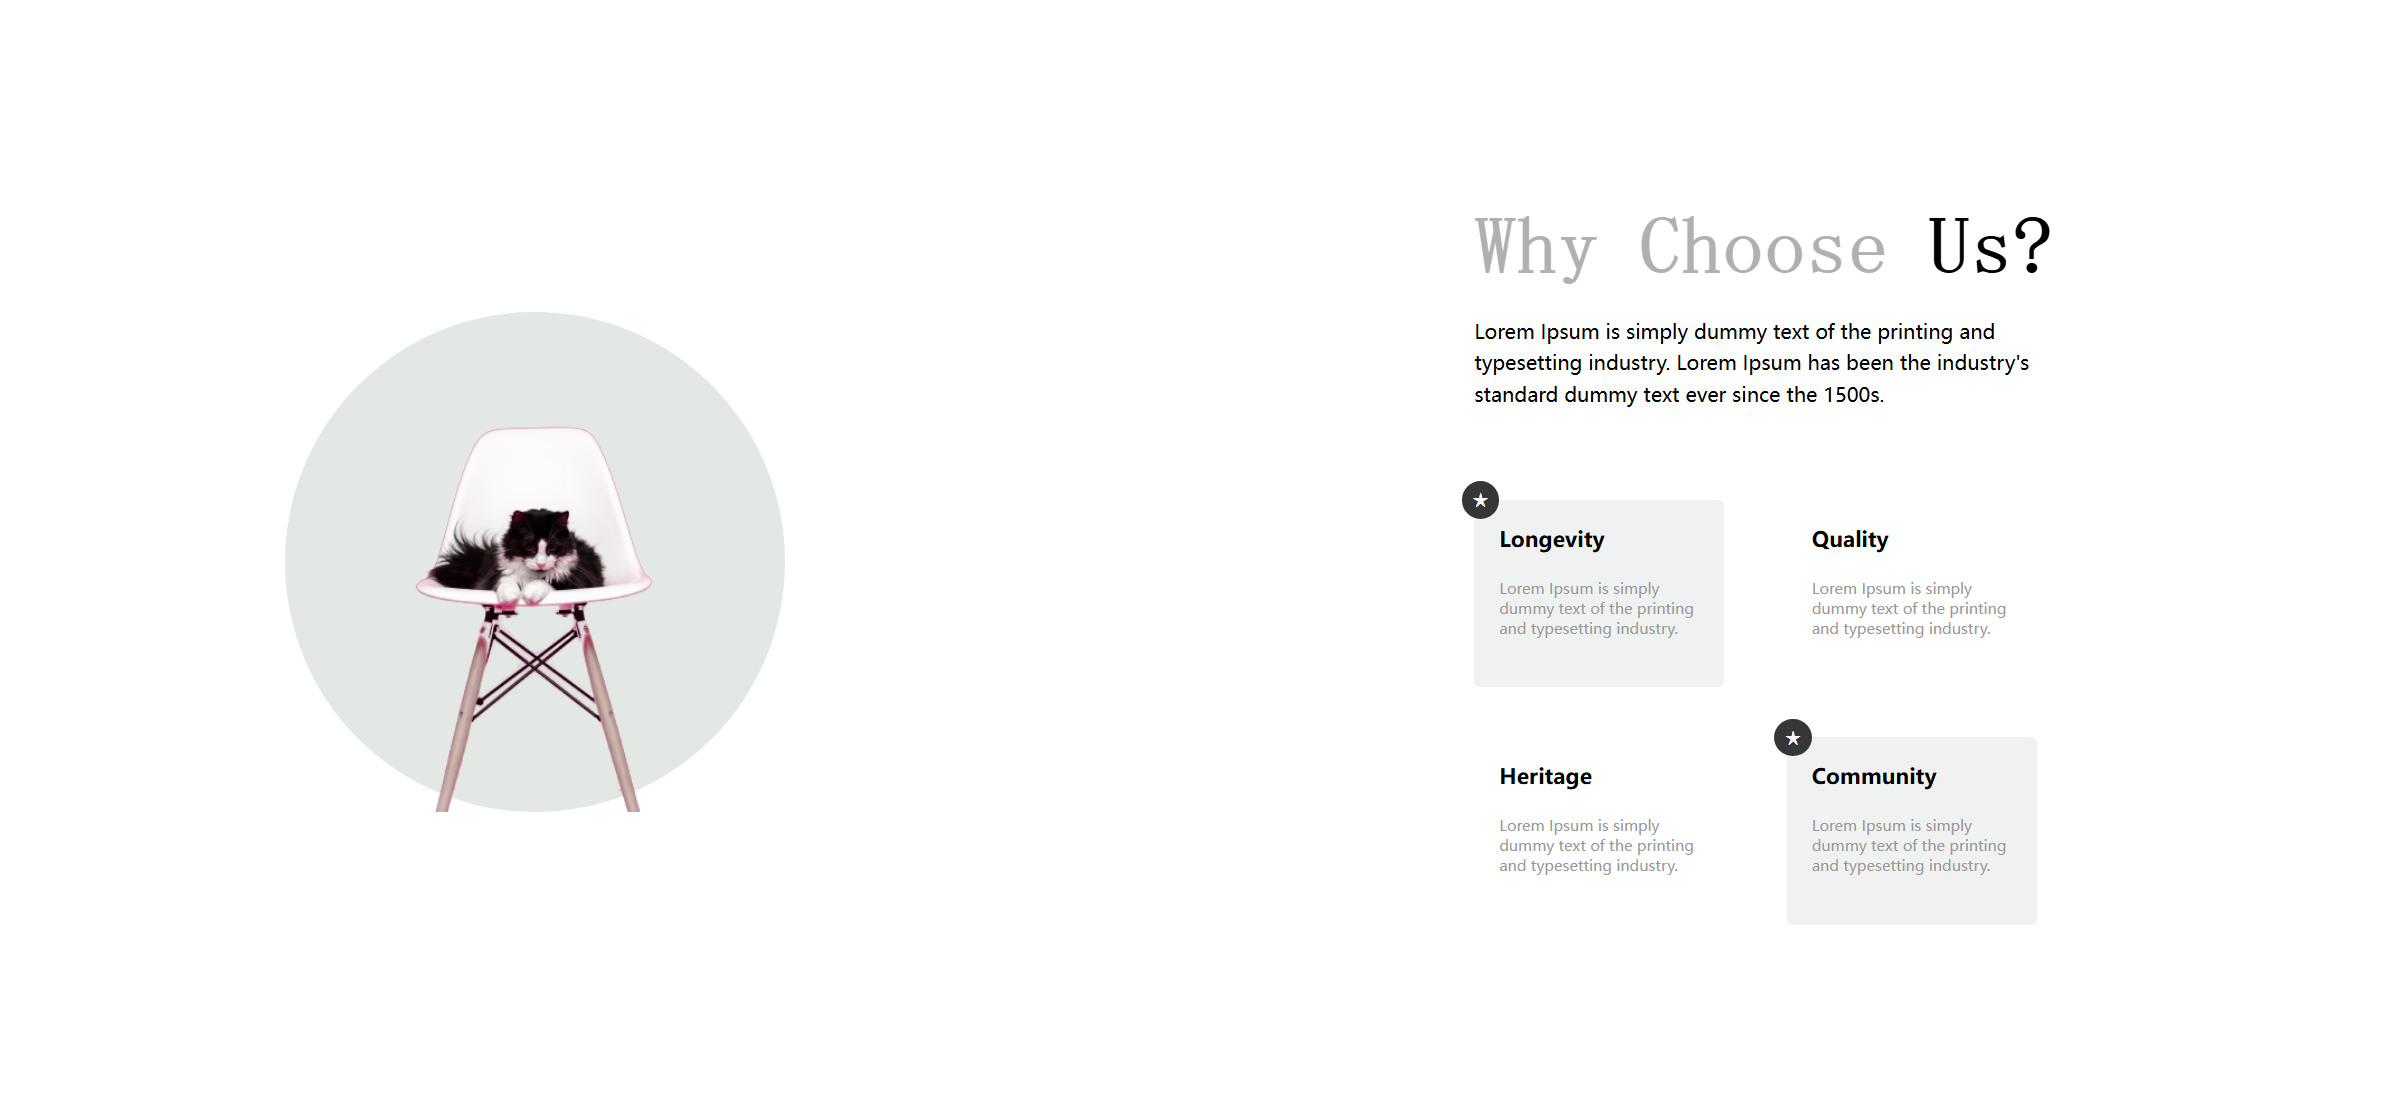 Why Choose Us?
Lorem Ipsum is simply dummy text of the printing and
typesetting industry. Lorem Ipsum has been the industry's
standard dummy text ever since the 1500s.
Longevity
Lorem Ipsum is simply
dummy text of the printing
and typesetting industry.
Quality
Lorem Ipsum is simply
dummy text of the printing
and typesetting industry.
Heritage
Lorem Ipsum is simply
dummy text of the printing
and typesetting industry.
Community
Lorem Ipsum is simply
dummy text of the printing
and typesetting industry.